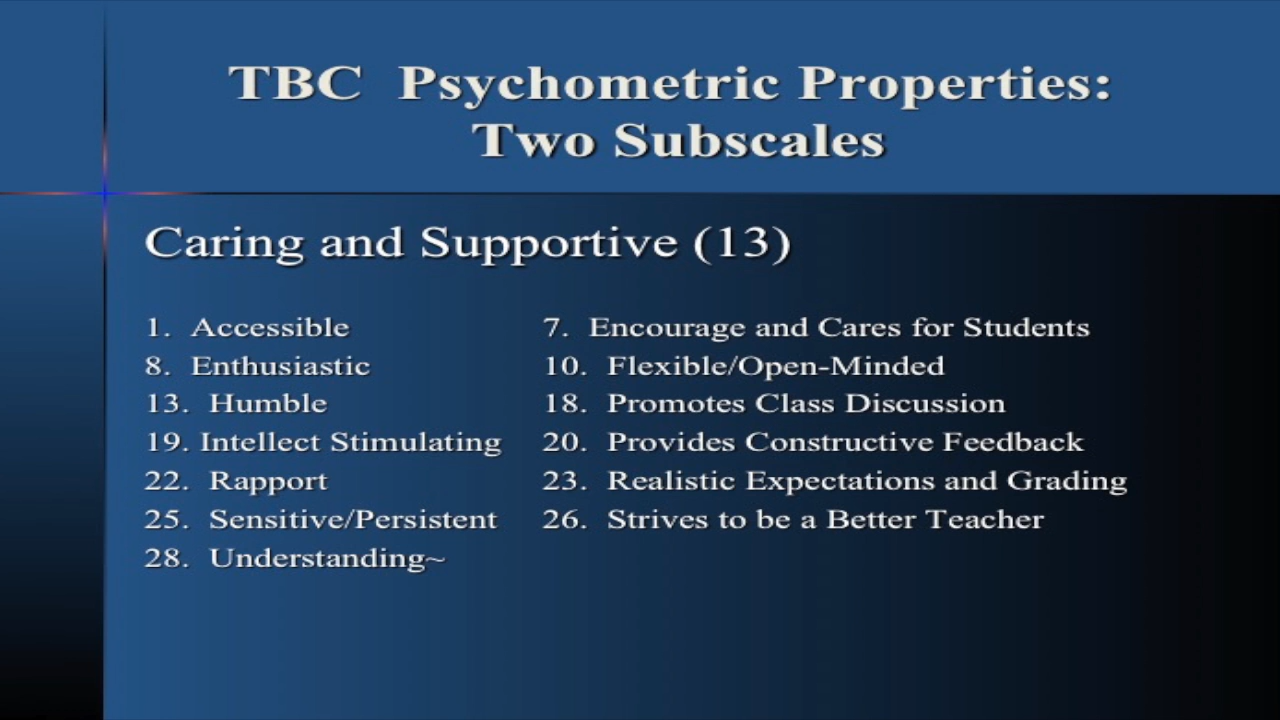 TBC Psychometric Properties:
Two Subscales
Caring and Supportive (13)
1. Accessible 7. Encourage and Cares for Students
8. Enthusiastic 10. Flexible/Open-Minded
13. Humble 18. Promotes Class Discussion
19. Intellect Stimulating 20. Provides Constructive Feedback
22. Rapport 23. Realistic Expectations and Grading
25. Sensitive/Persistent 26. Strives to be a Better Teacher
28. Understanding~